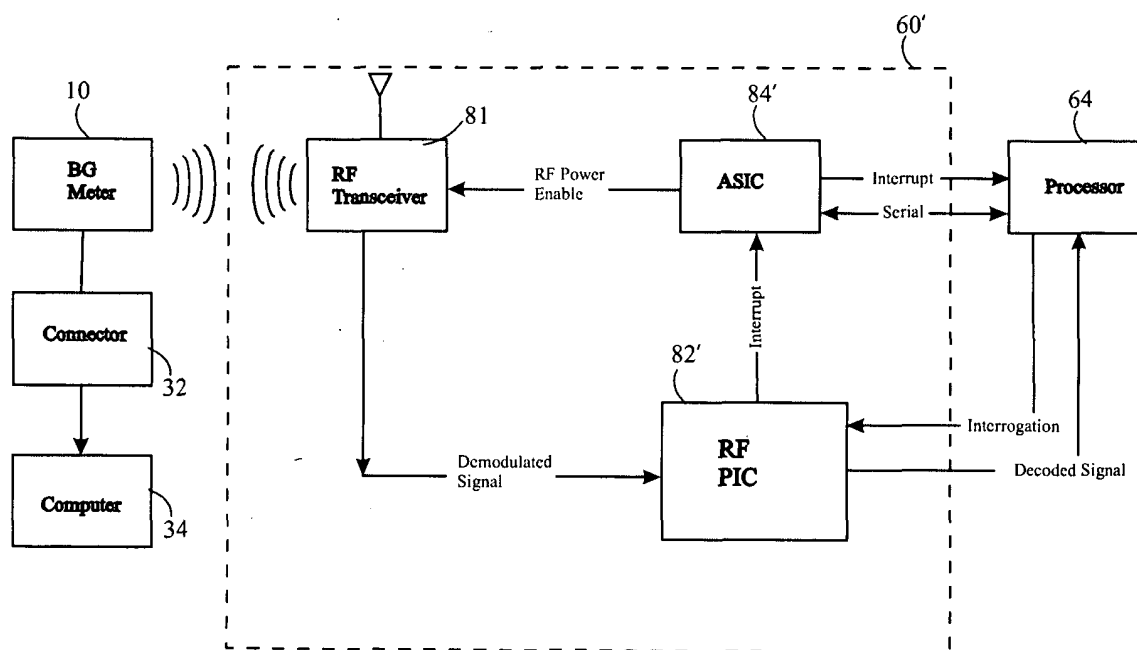 60'
10
BG
Meter
81
RF
Transceiver
RF Power
Enable
84'
ASIC
Interrupt
Serial
64
Processor
Connector
32
Interrupt
82'
RF
PIC
Interrogation
Decoded Signal
Demodulated
Signal
Computer
34